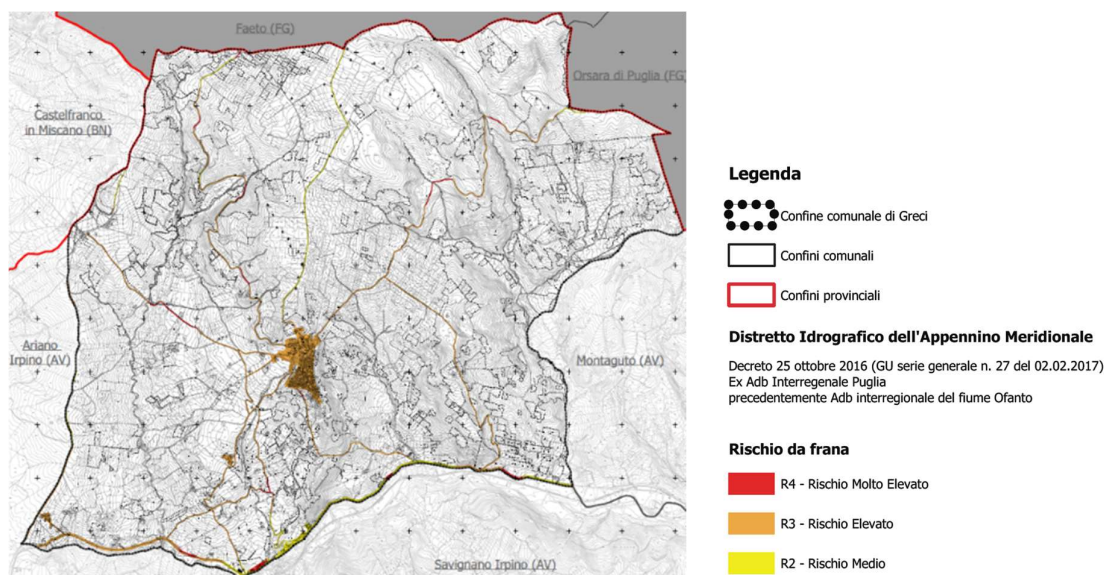 Faeto (FG)
Orsara di Puglia (FG)
Castelfranco
in Miscano (BN)
Ariano
Irpino (AV)
Montaguto (AV)
Savignano Irpino (AV)
Legenda
Confine comunale di Greci
Confini comunali
Confini provinciali
Distretto Idrografico dell'Appennino Meridionale
Decreto 25 ottobre 2016 (GU serie generale n. 27 del 02.02.2017)
Ex Adb Interregenale Puglia
precedentemente Adb interregionale del fiume Ofanto
Rischio da frana
R4 - Rischio Molto Elevato
R3 - Rischio Elevato
R2 - Rischio Medio